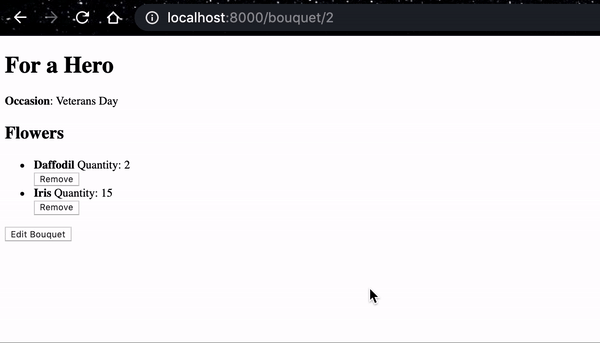 localhost:8000/bouquet/2
For a Hero
Occasion: Veterans Day
Flowers
Daffodil Quantity: 2
Remove
Iris Quantity: 15
Remove
Edit Bouquet